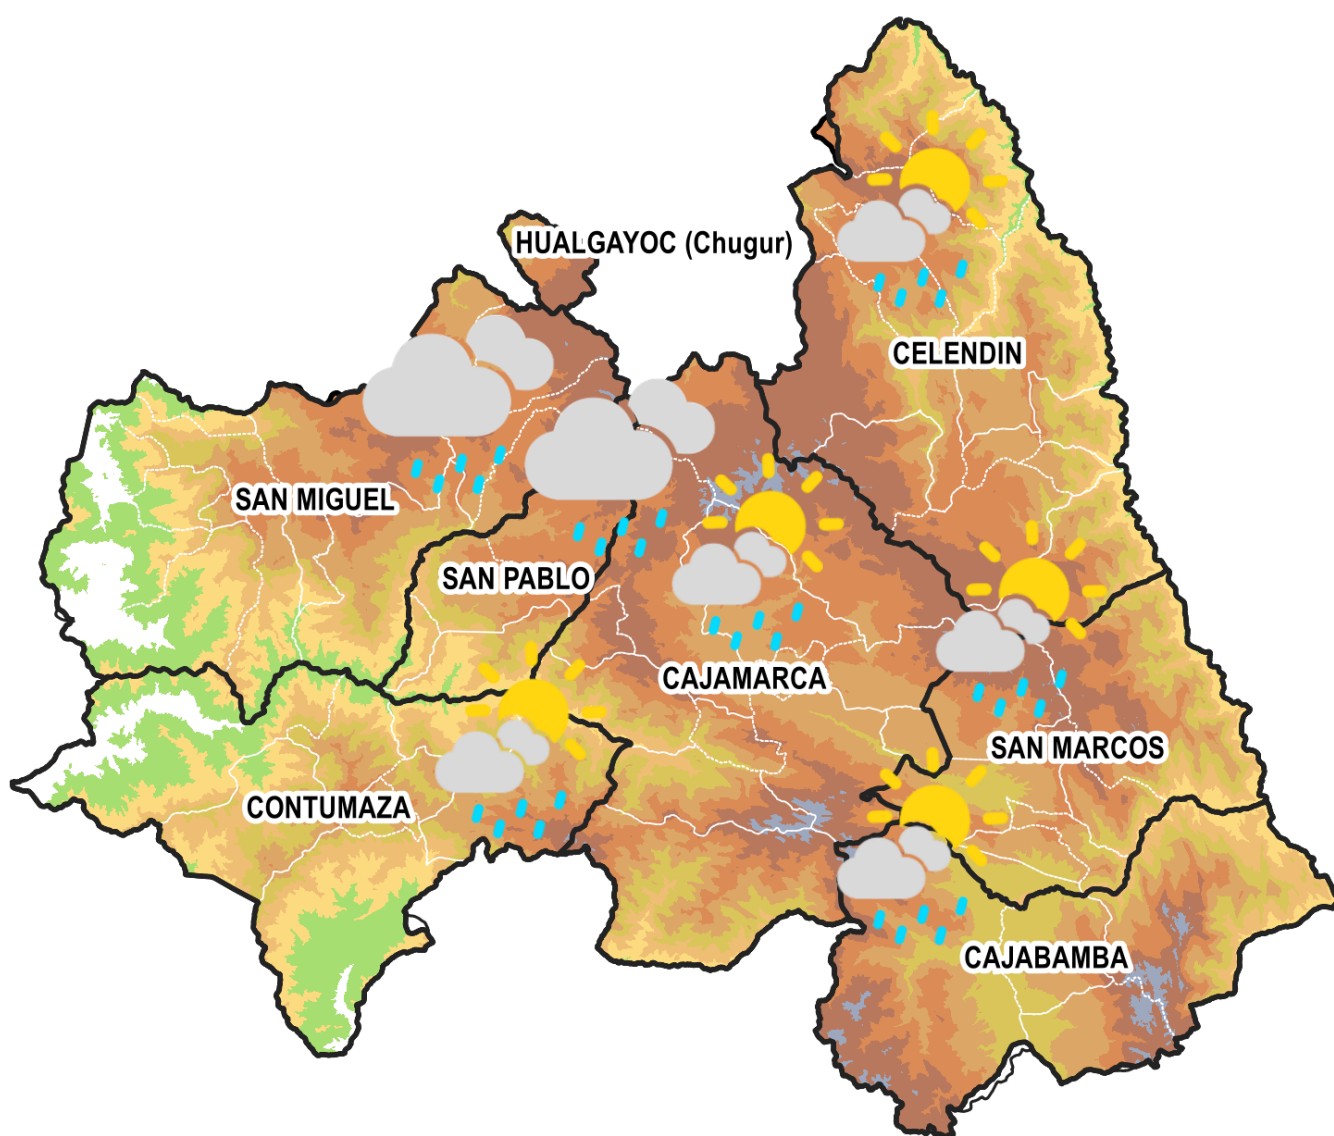 HUALGAYOC (Chugur)
CELENDIN
SAN MIGUEL
SAN PABLO
CAJAMARCA
SAN MARCOS
CONTUMAZA
CAJABAMBA